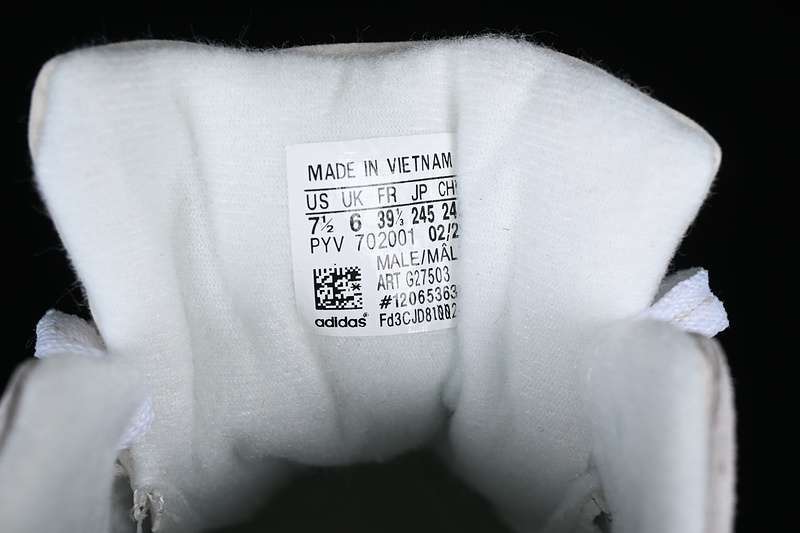 MADE IN VIETNAM
US UK FR JP
7½ 6 39⅓ 245
PYV 702001
MALE/MÂL
ART G27503
#12065363
Fd3CJD8100
adidas